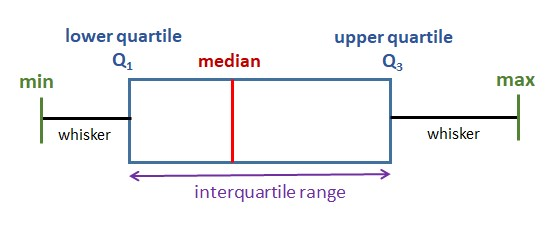 lower quartile
Q₁
median
upper quartile
Q₃
min
max
whisker
whisker
interquartile range